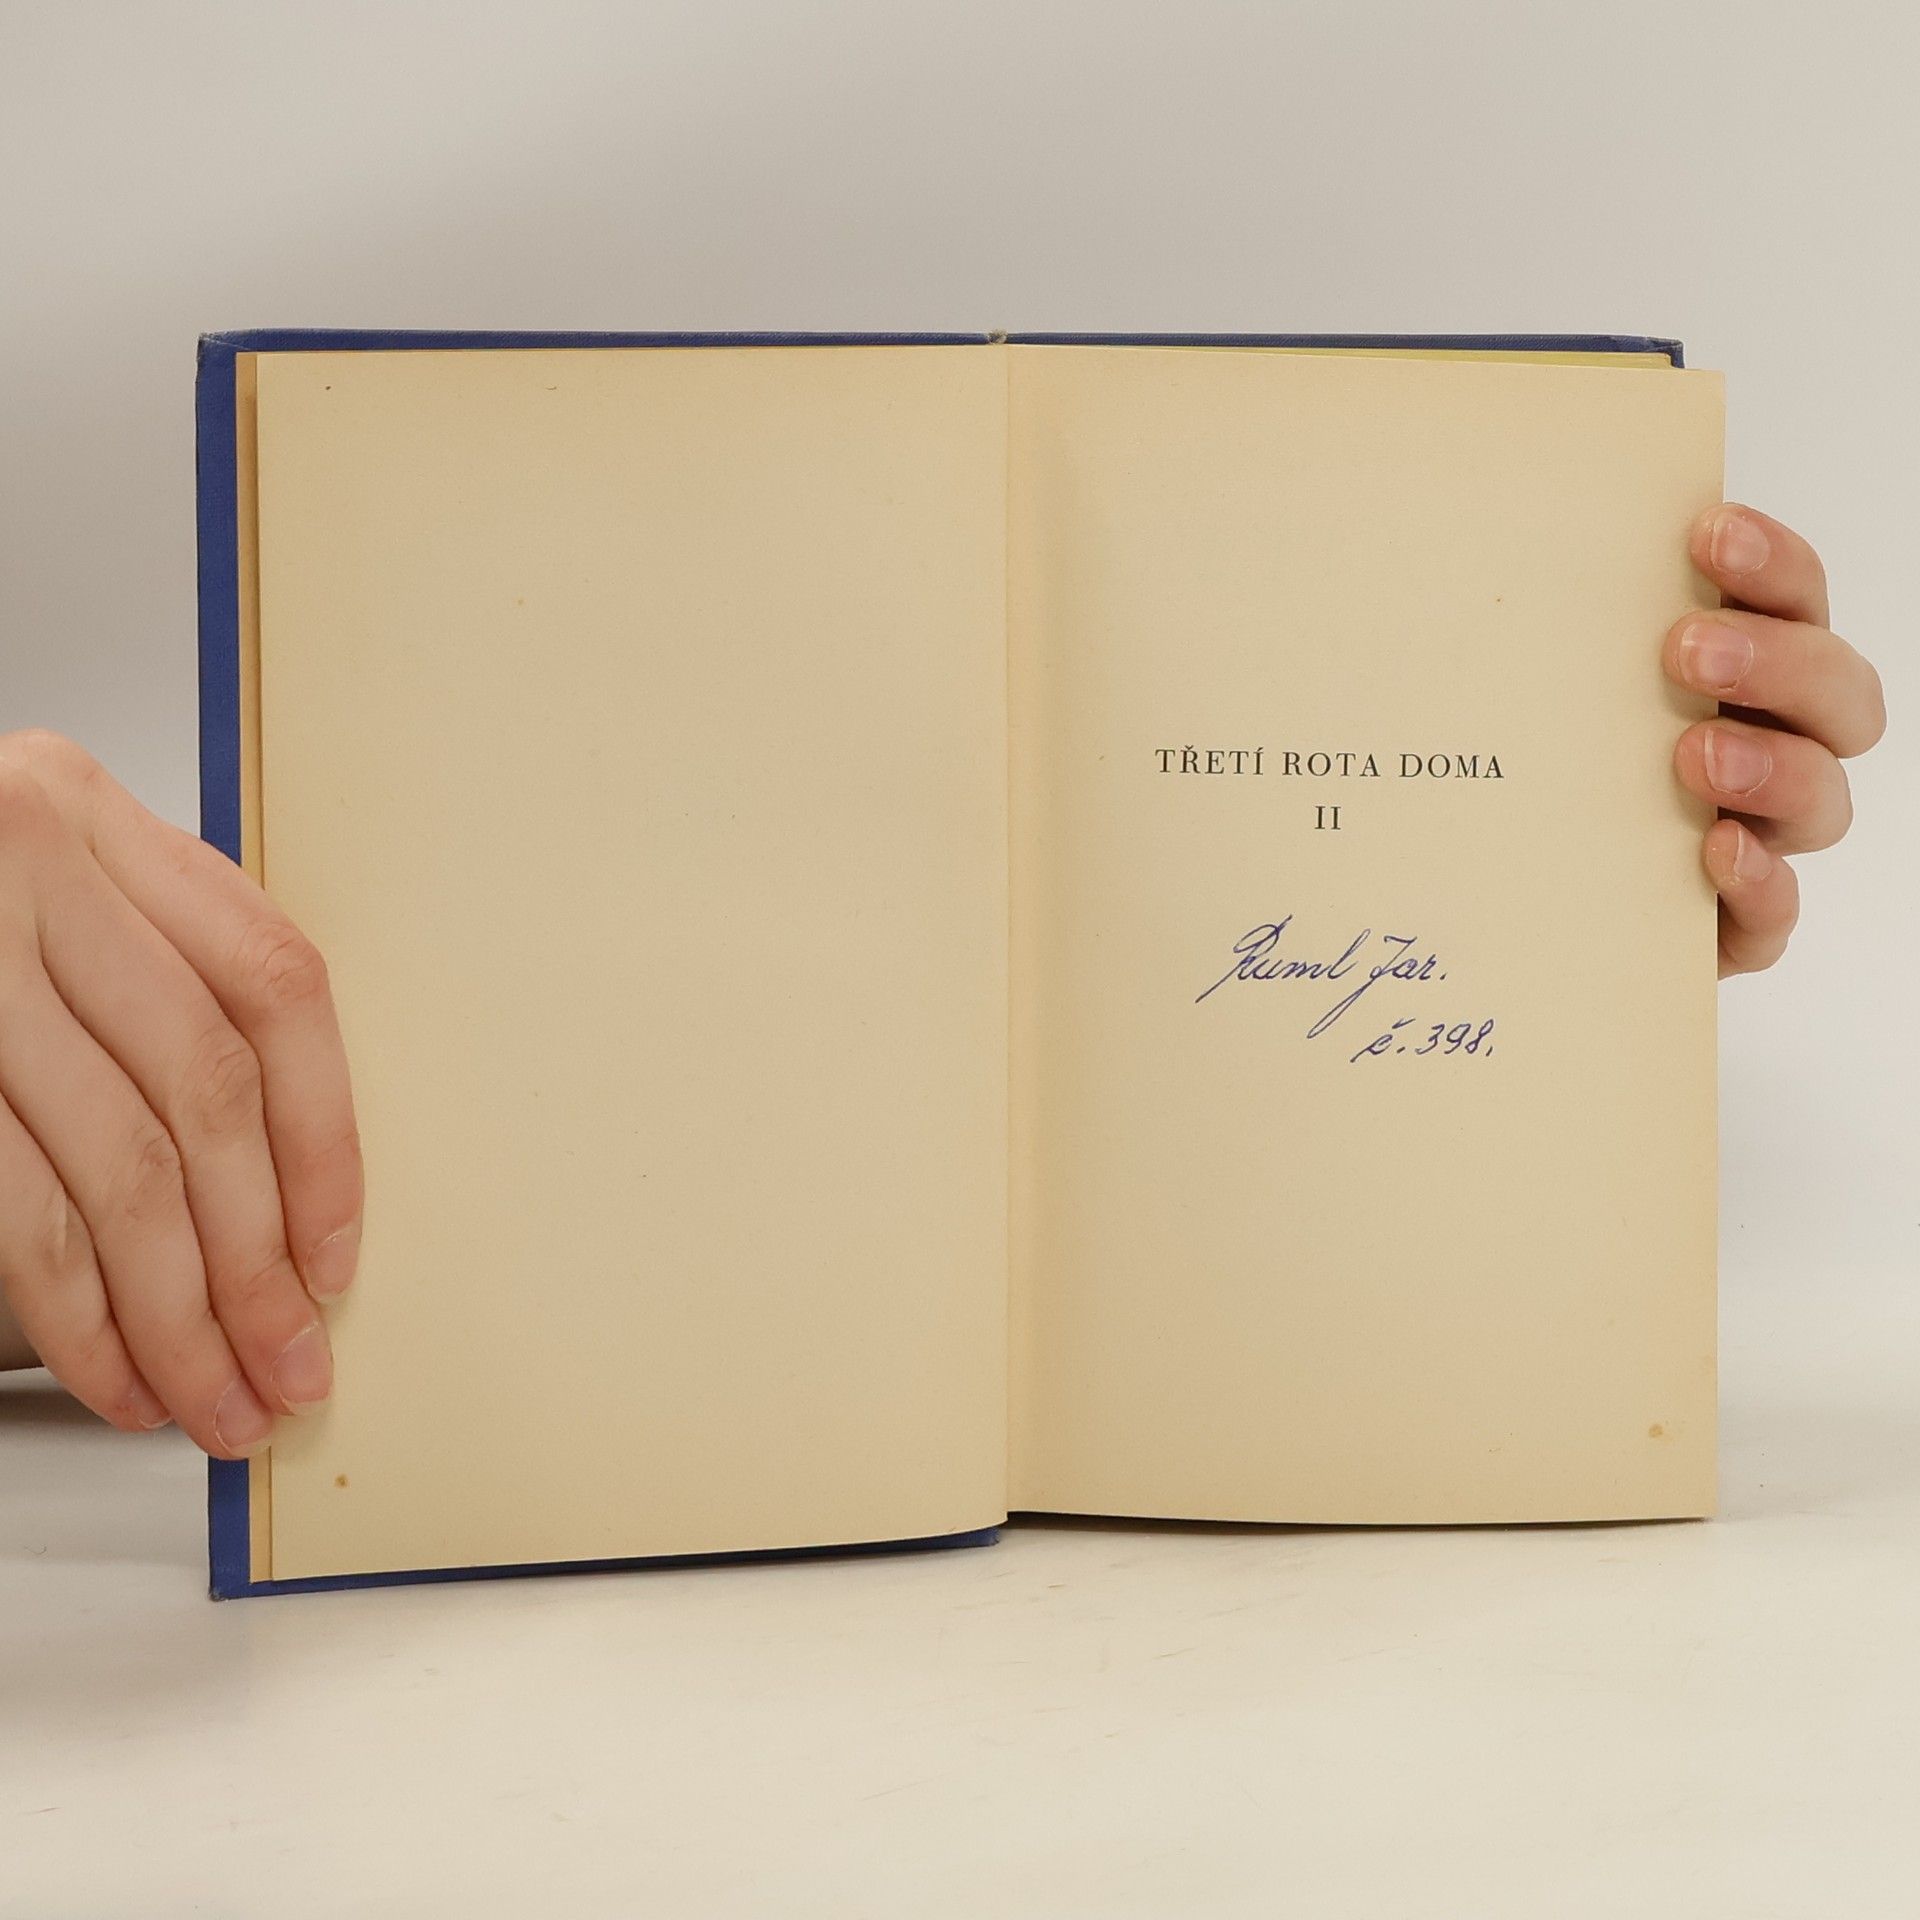 TŘETÍ ROTA DOMA
II
Ruml Jar.
č. 398.